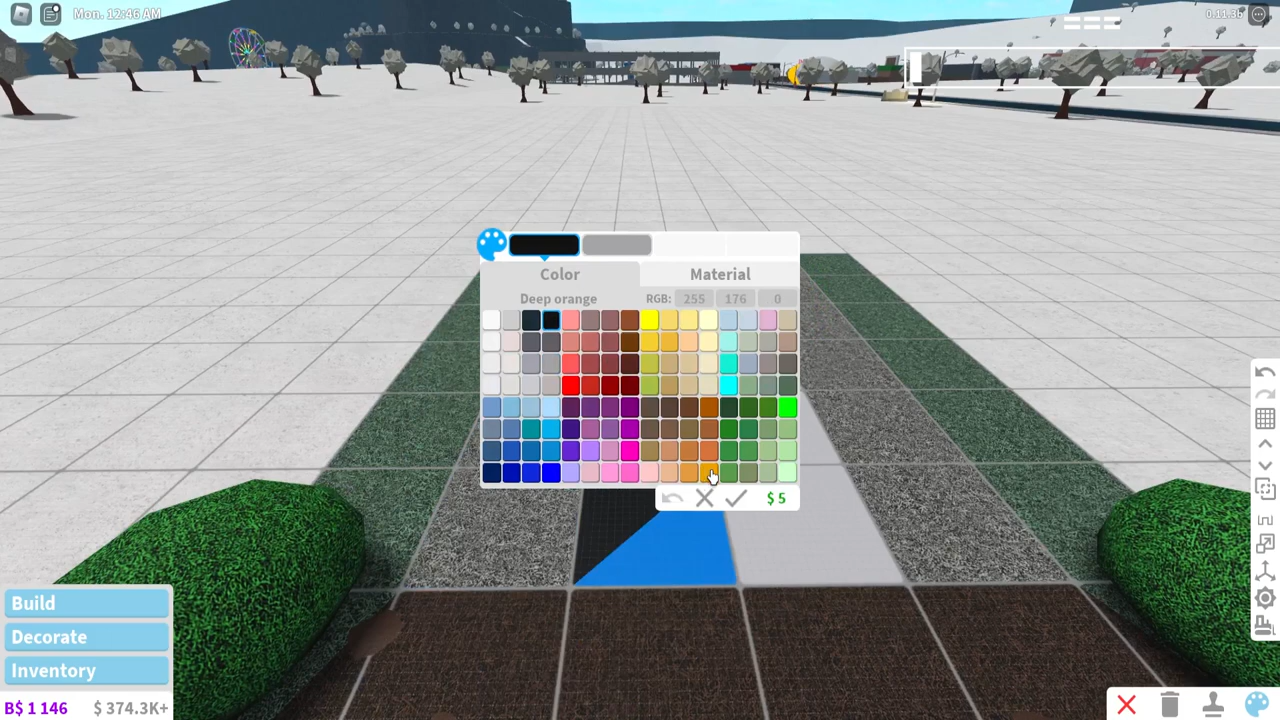 Mon. 12:46 AM
0.11.3b
Color
Material
Deep orange
RGB: 255 176 0
$ 5
Build
Decorate
Inventory
B$ 1 146 $ 374.3K+